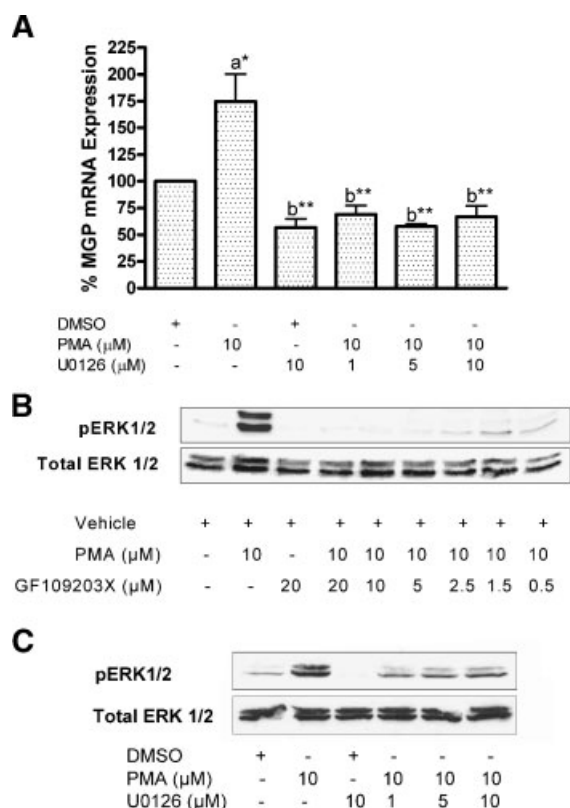 A
% MGP mRNA Expression
225
200
175
150
125
100
75
50
25
0
a*
b**
b**
b**
b**
DMSO + - + - - -
PMA (μM) - 10 - 10 10 10
U0126 (μM) - - 10 1 5 10
B
pERK1/2
Total ERK 1/2
Vehicle + + + + + + + + +
PMA (μM) - 10 - 10 10 10 10 10 10
GF109203X (μM) - - 20 20 10 5 2.5 1.5 0.5
C
pERK1/2
Total ERK 1/2
DMSO + - + - - -
PMA (μM) - 10 - 10 10 10
U0126 (μM) - - 10 1 5 10